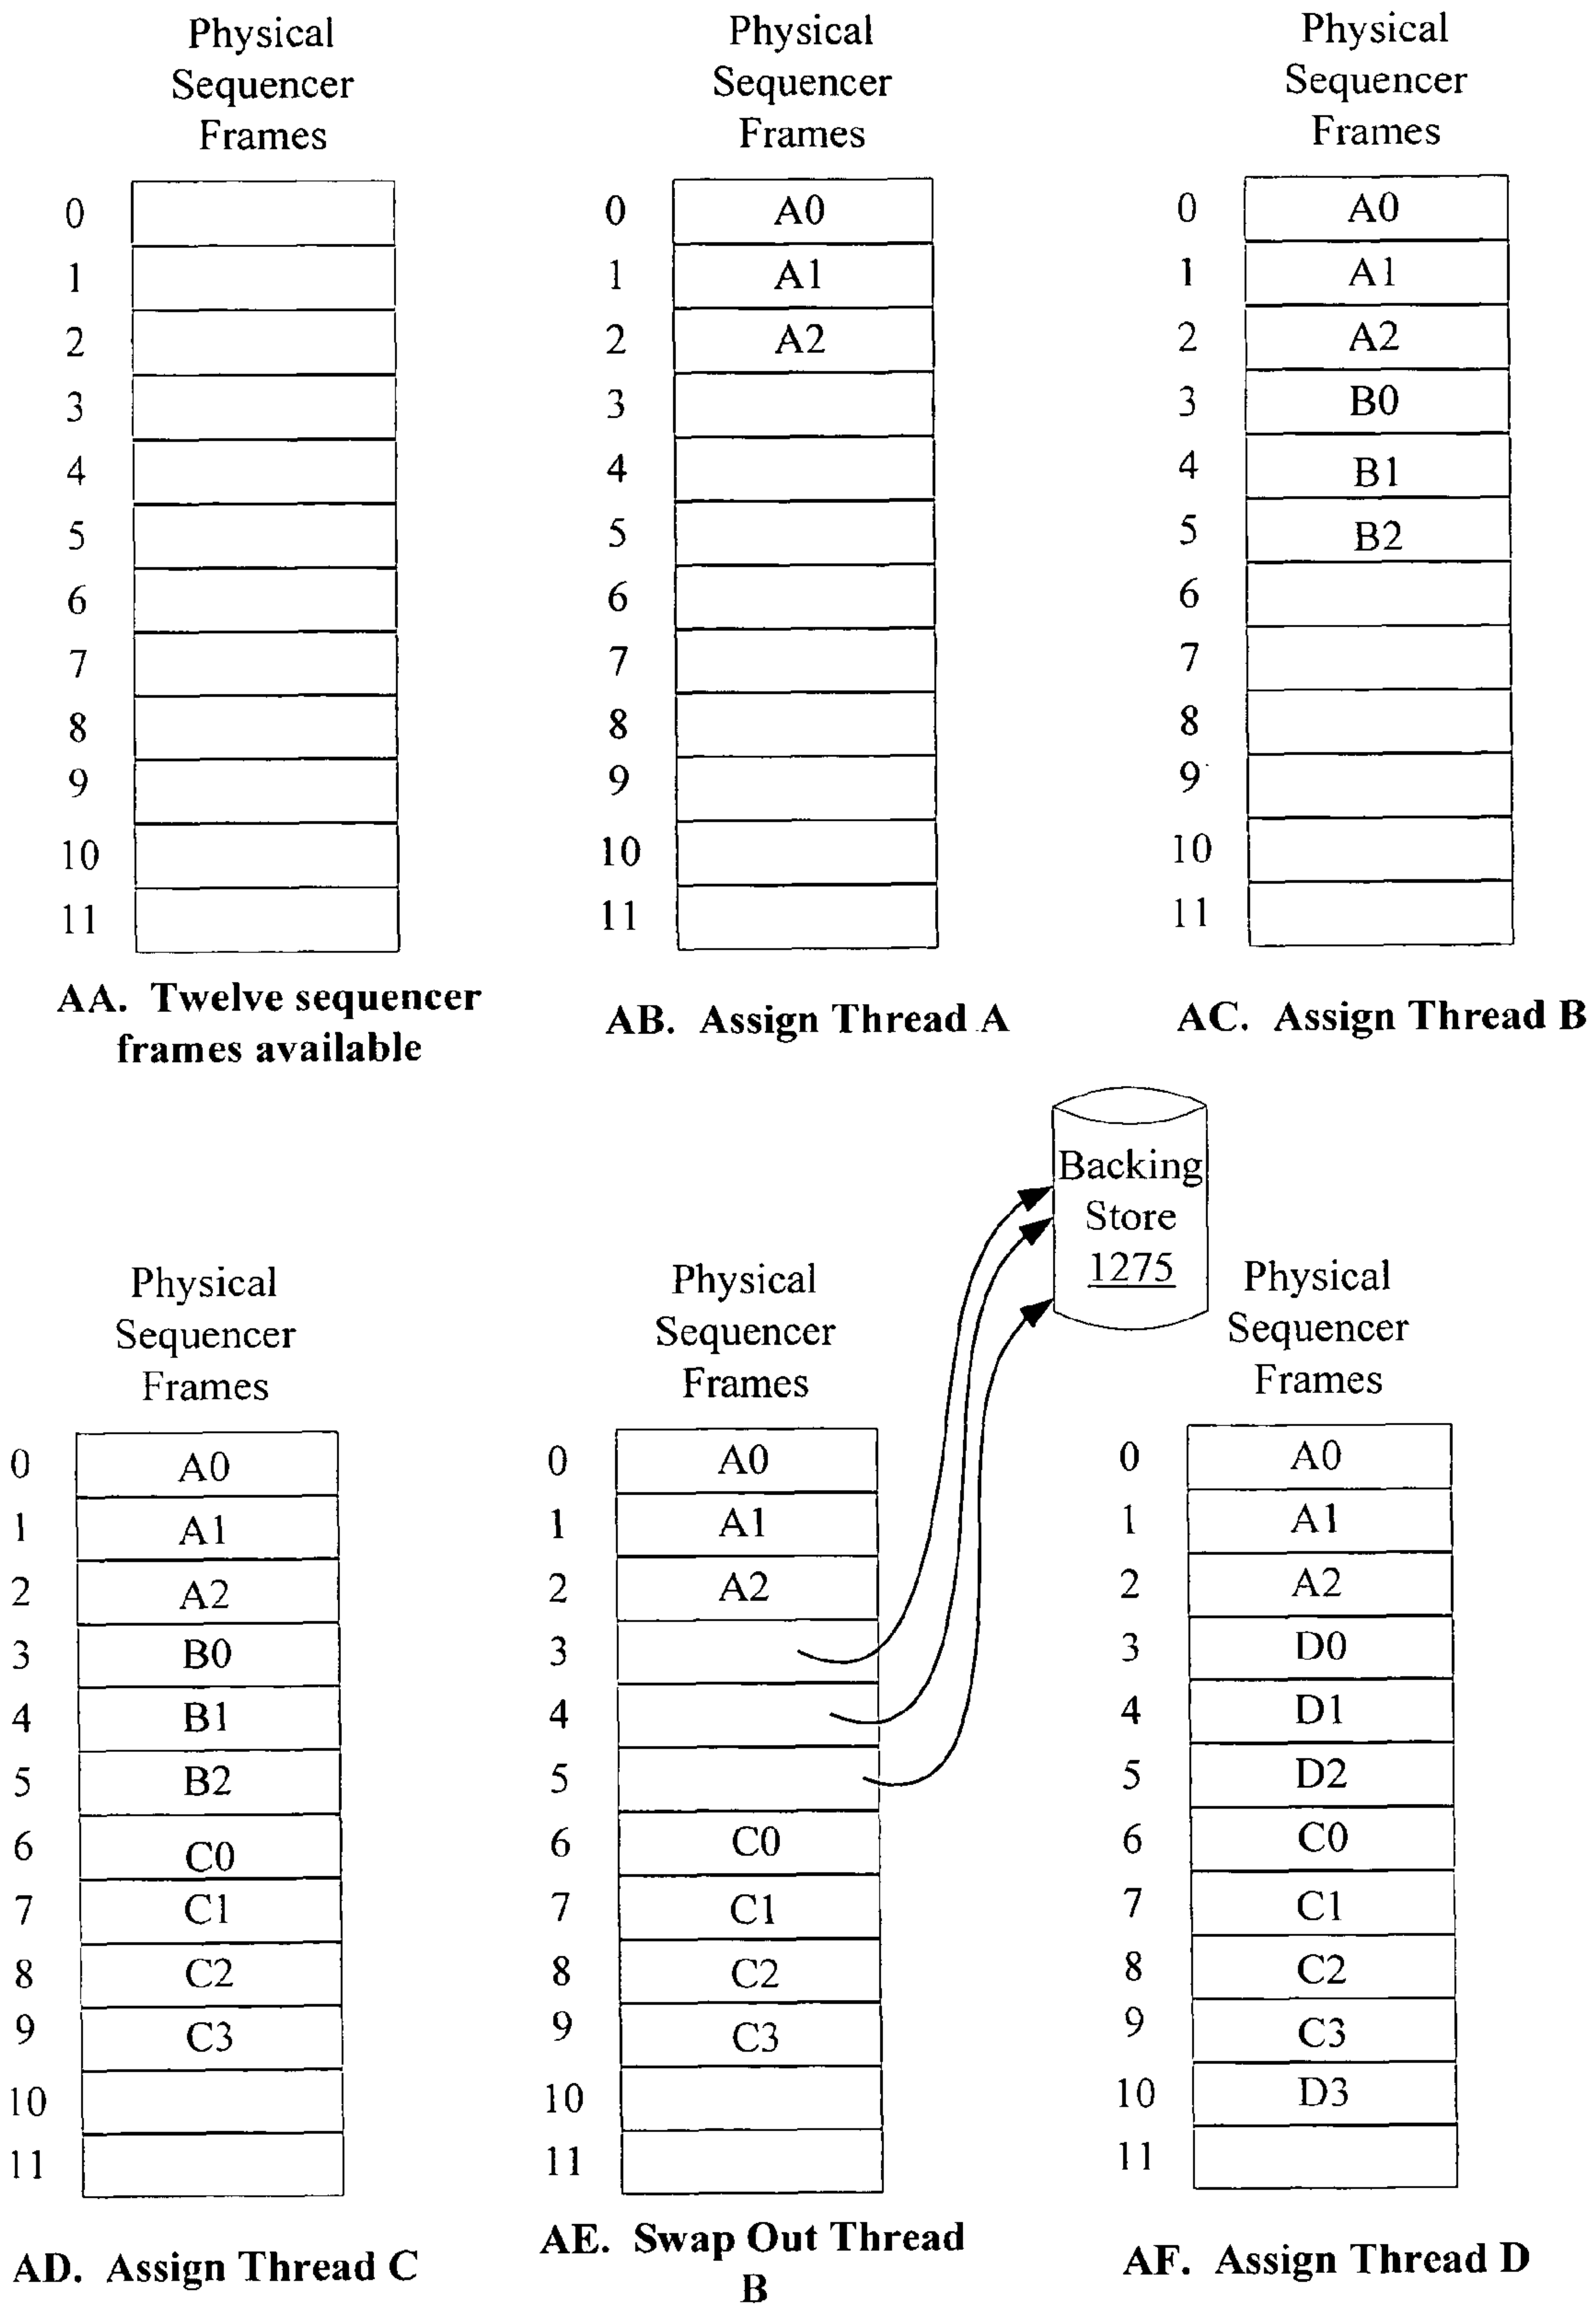 Physical
Sequencer
Frames
0
1
2
3
4
5
6
7
8
9
10
11
AA. Twelve sequencer
frames available
Physical
Sequencer
Frames
0 A0
1 A1
2 A2
3
4
5
6
7
8
9
10
11
AB. Assign Thread A
Physical
Sequencer
Frames
0 A0
1 A1
2 A2
3 B0
4 B1
5 B2
6
7
8
9
10
11
AC. Assign Thread B
Physical
Sequencer
Frames
0 A0
1 A1
2 A2
3 B0
4 B1
5 B2
6 C0
7 C1
8 C2
9 C3
10
11
AD. Assign Thread C
Physical
Sequencer
Frames
0 A0
1 A1
2 A2
3
4
5
6 C0
7 C1
8 C2
9 C3
10
11
AE. Swap Out Thread
B
Backing
Store
1275
Physical
Sequencer
Frames
0 A0
1 A1
2 A2
3 D0
4 D1
5 D2
6 C0
7 C1
8 C2
9 C3
10 D3
11
AF. Assign Thread D